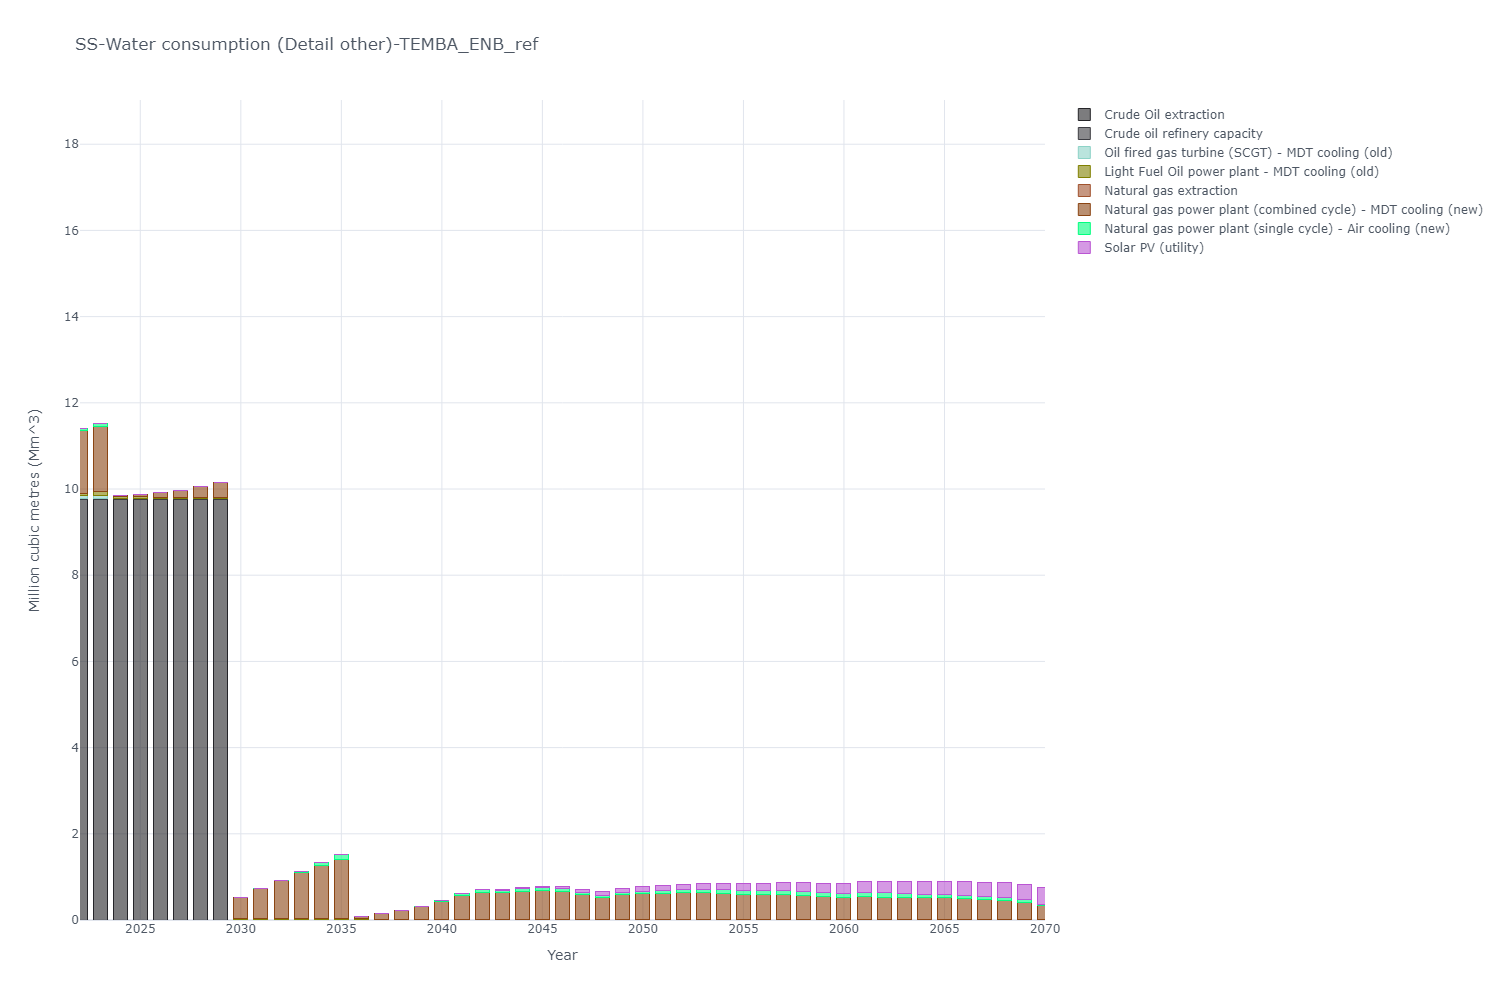 SS-Water consumption (Detail other)-TEMBA_ENB_ref
Crude Oil extraction
Crude oil refinery capacity
Oil fired gas turbine (SCGT) - MDT cooling (old)
Light Fuel Oil power plant - MDT cooling (old)
Natural gas extraction
Natural gas power plant (combined cycle) - MDT cooling (new)
Natural gas power plant (single cycle) - Air cooling (new)
Solar PV (utility)
18
16
14
12
10
8
6
4
2
0
Million cubic metres (Mm^3)
2025 2030 2035 2040 2045 2050 2055 2060 2065 2070
Year